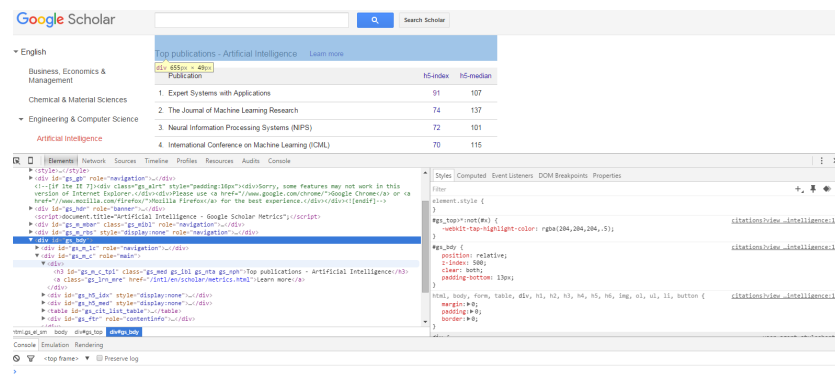 Google Scholar
Search Scholar
English
Business, Economics &
Management
Chemical & Material Sciences
Engineering & Computer Science
Artificial Intelligence
Top publications - Artificial Intelligence Learn more
div 655px × 49px
Publication h5-index h5-median
1. Expert Systems with Applications 91 107
2. The Journal of Machine Learning Research 74 137
3. Neural Information Processing Systems (NIPS) 72 101
4. International Conference on Machine Learning (ICML) 70 115
Elements Network Sources Timeline Profiles Resources Audits Console
<style>…</style>
<div id="gs_gb" role="navigation">…</div>
<!--[if lte IE 7]><div class="gs_alrt" style="padding:16px"><div>Sorry, some features may not work in this
version of Internet Explorer.</div><div>Please use <a href="//www.google.com/chrome/">Google Chrome</a> or <a
href="//www.mozilla.com/firefox/">Mozilla Firefox</a> for the best experience.</div></div><![endif]-->
<div id="gs_hdr" role="banner">…</div>
<script>document.title="Artificial Intelligence - Google Scholar Metrics";</script>
<div id="gs_m_mbar" class="gs_mibl" role="navigation">…</div>
<div id="gs_m_rbs" style="display:none" role="navigation">…</div>
<div id="gs_bdy">
<div id="gs_m_lc" role="navigation">…</div>
<div id="gs_m_c" role="main">
<div>
<h3 id="gs_m_c_tpl" class="gs_med gs_ibl gs_nta gs_nph">Top publications - Artificial Intelligence</h3>
<a class="gs_lrn_mre" href="/intl/en/scholar/metrics.html">Learn more</a>
</div>
<div id="gs_h5_idx" style="display:none">…</div>
<div id="gs_h5_med" style="display:none">…</div>
<table id="gs_cit_list_table">…</table>
<div id="gs_ftr" role="contentinfo">…</div>
html.gs_el_sm body div#gs_top div#gs_bdy
Styles Computed Event Listeners DOM Breakpoints Properties
Filter
element.style {
}
#gs_top>*:not(#x) { citations?view …intelligence:1
-webkit-tap-highlight-color: rgba(204,204,204,.5);
}
#gs_bdy { citations?view …intelligence:1
position: relative;
z-index: 500;
clear: both;
padding-bottom: 13px;
}
html, body, form, table, div, h1, h2, h3, h4, h5, h6, img, ol, ul, li, button { citations?view …intelligence:1
margin:▶0;
padding:▶0;
border:▶0;
}
Console Emulation Rendering
<top frame> ▼ Preserve log